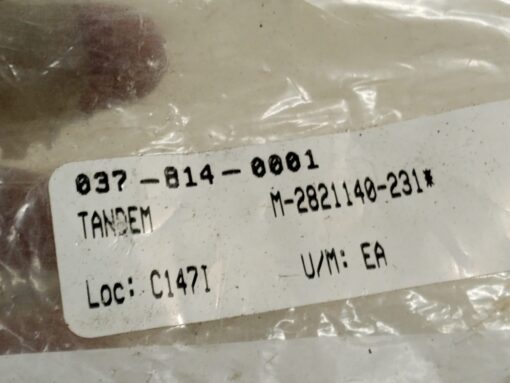 037-814-0001
TANDEM M-2821140-231*
Loc: C147I U/M: EA